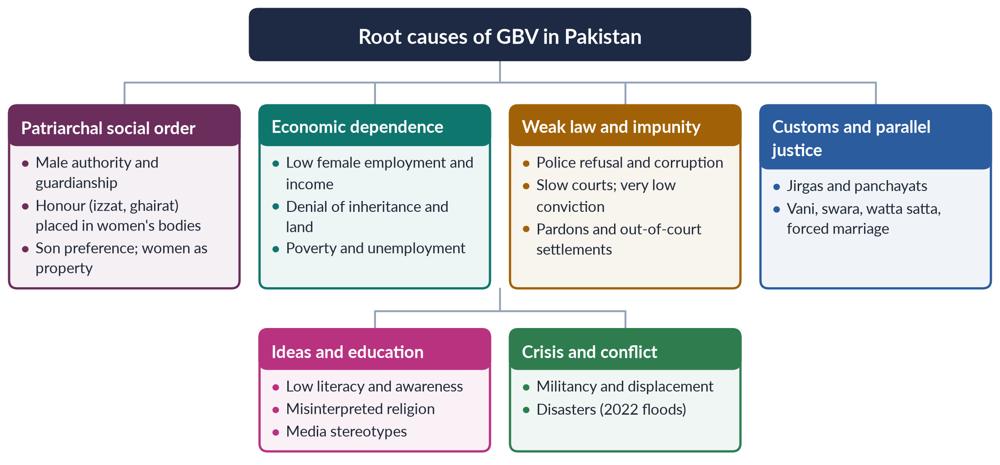 Root causes of GBV in Pakistan
Patriarchal social order
Male authority and
guardianship
Honour (izzat, ghairat)
placed in women's bodies
Son preference; women as
property
Economic dependence
Low female employment and
income
Denial of inheritance and
land
Poverty and unemployment
Weak law and impunity
Police refusal and corruption
Slow courts; very low
conviction
Pardons and out-of-court
settlements
Customs and parallel
justice
Jirgas and panchayats
Vani, swara, watta satta,
forced marriage
Ideas and education
Low literacy and awareness
Misinterpreted religion
Media stereotypes
Crisis and conflict
Militancy and displacement
Disasters (2022 floods)